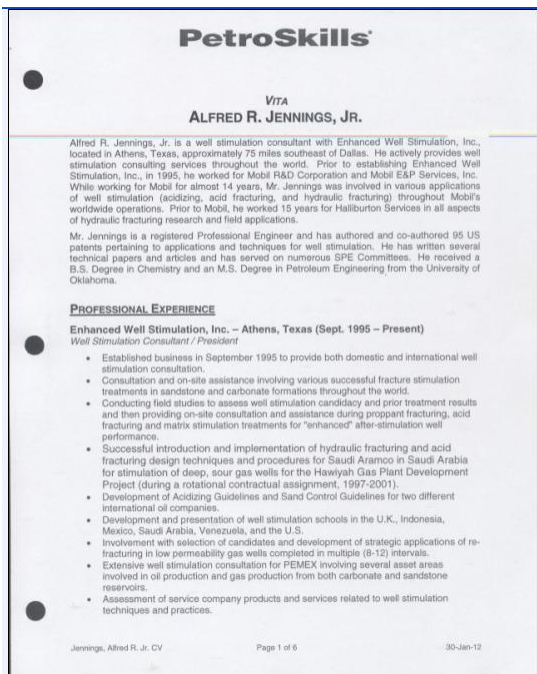 PetroSkills
VITA
ALFRED R. JENNINGS, JR.
Alfred R. Jennings, Jr. is a well stimulation consultant with Enhanced Well Stimulation, Inc.,
located in Athens, Texas, approximately 75 miles southeast of Dallas. He actively provides well
stimulation consulting services throughout the world. Prior to establishing Enhanced Well
Stimulation, Inc., in 1995, he worked for Mobil R&D Corporation and Mobil E&P Services, Inc.
While working for Mobil for almost 14 years, Mr. Jennings was involved in various applications
of well stimulation (acidizing, acid fracturing, and hydraulic fracturing) throughout Mobil's
worldwide operations. Prior to Mobil, he worked 15 years for Halliburton Services in all aspects
of hydraulic fracturing research and field applications.
Mr. Jennings is a registered Professional Engineer and has authored and co-authored 95 US
patents pertaining to applications and techniques for well stimulation. He has written several
technical papers and articles and has served on numerous SPE Committees. He received a
B.S. Degree in Chemistry and an M.S. Degree in Petroleum Engineering from the University of
Oklahoma.
PROFESSIONAL EXPERIENCE
Enhanced Well Stimulation, Inc. – Athens, Texas (Sept. 1995 – Present)
Well Stimulation Consultant / President
• Established business in September 1995 to provide both domestic and international well
stimulation consultation.
• Consultation and on-site assistance involving various successful fracture stimulation
treatments in sandstone and carbonate formations throughout the world.
• Conducting field studies to assess well stimulation candidacy and prior treatment results
and then providing on-site consultation and assistance during proppant fracturing, acid
fracturing and matrix stimulation treatments for "enhanced" after-stimulation well
performance.
• Successful introduction and implementation of hydraulic fracturing and acid
fracturing design techniques and procedures for Saudi Aramco in Saudi Arabia
for stimulation of deep, sour gas wells for the Hawiyah Gas Plant Development
Project (during a rotational contractual assignment, 1997-2001).
• Development of Acidizing Guidelines and Sand Control Guidelines for two different
international oil companies.
• Development and presentation of well stimulation schools in the U.K., Indonesia,
Mexico, Saudi Arabia, Venezuela, and the U.S.
• Involvement with selection of candidates and development of strategic applications of re-
fracturing in low permeability gas wells completed in multiple (8-12) intervals.
• Extensive well stimulation consultation for PEMEX involving several asset areas
involved in oil production and gas production from both carbonate and sandstone
reservoirs.
• Assessment of service company products and services related to well stimulation
techniques and practices.
Jennings, Alfred R. Jr. CV Page 1 of 6 30-Jan-12